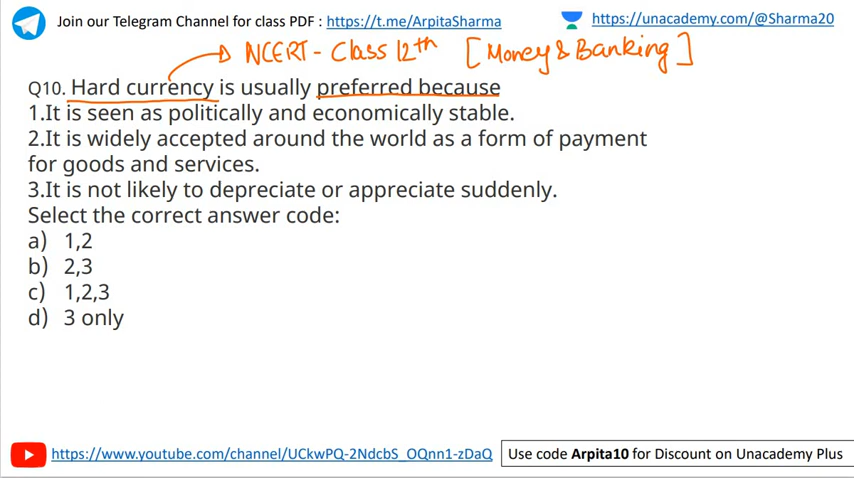 Join our Telegram Channel for class PDF : https://t.me/ArpitaSharma
https://unacademy.com/@Sharma20
NCERT - Class 12th [Money & Banking]
Q10. Hard currency is usually preferred because
1.It is seen as politically and economically stable.
2.It is widely accepted around the world as a form of payment
for goods and services.
3.It is not likely to depreciate or appreciate suddenly.
Select the correct answer code:
a) 1,2
b) 2,3
c) 1,2,3
d) 3 only
https://www.youtube.com/channel/UCkwPQ-2NdcbS_OQnn1-zDaQ
Use code Arpita10 for Discount on Unacademy Plus